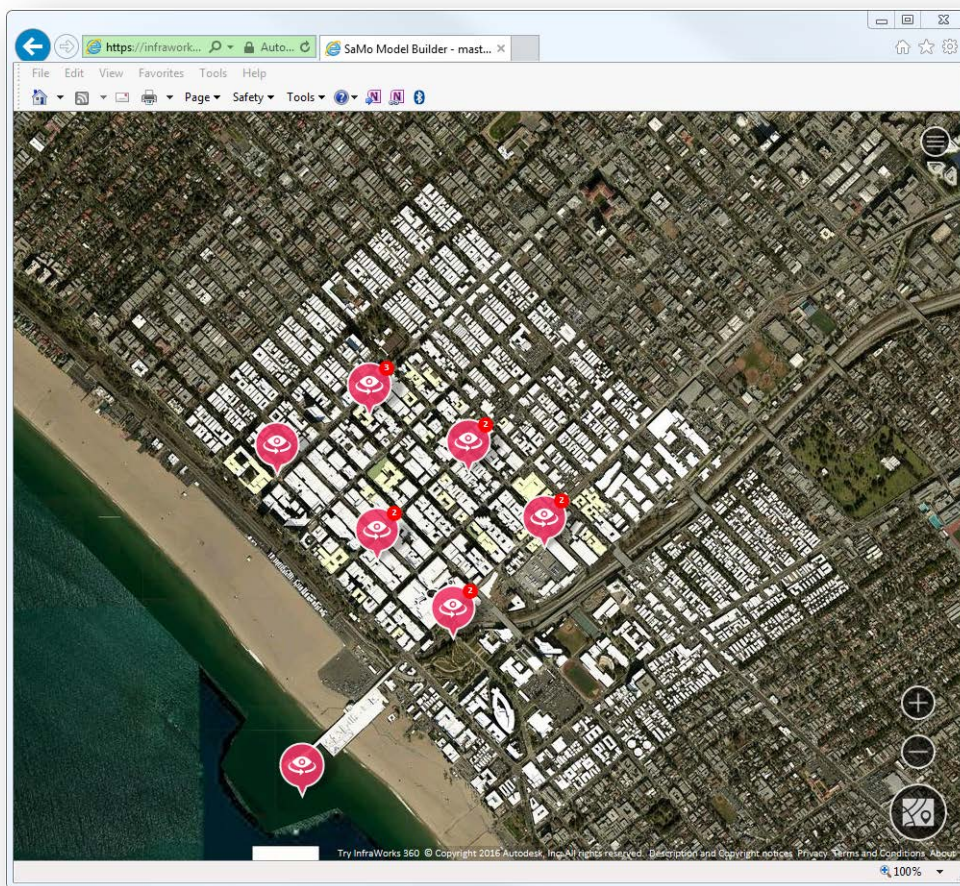 https://infrawork... Auto... SaMo Model Builder - mast...
File Edit View Favorites Tools Help
Page Safety Tools
3
2
2
2
2
Try InfraWorks 360 © Copyright 2016 Autodesk, Inc. All rights reserved. Description and Copyright notices Privacy Terms and Conditions About
100%